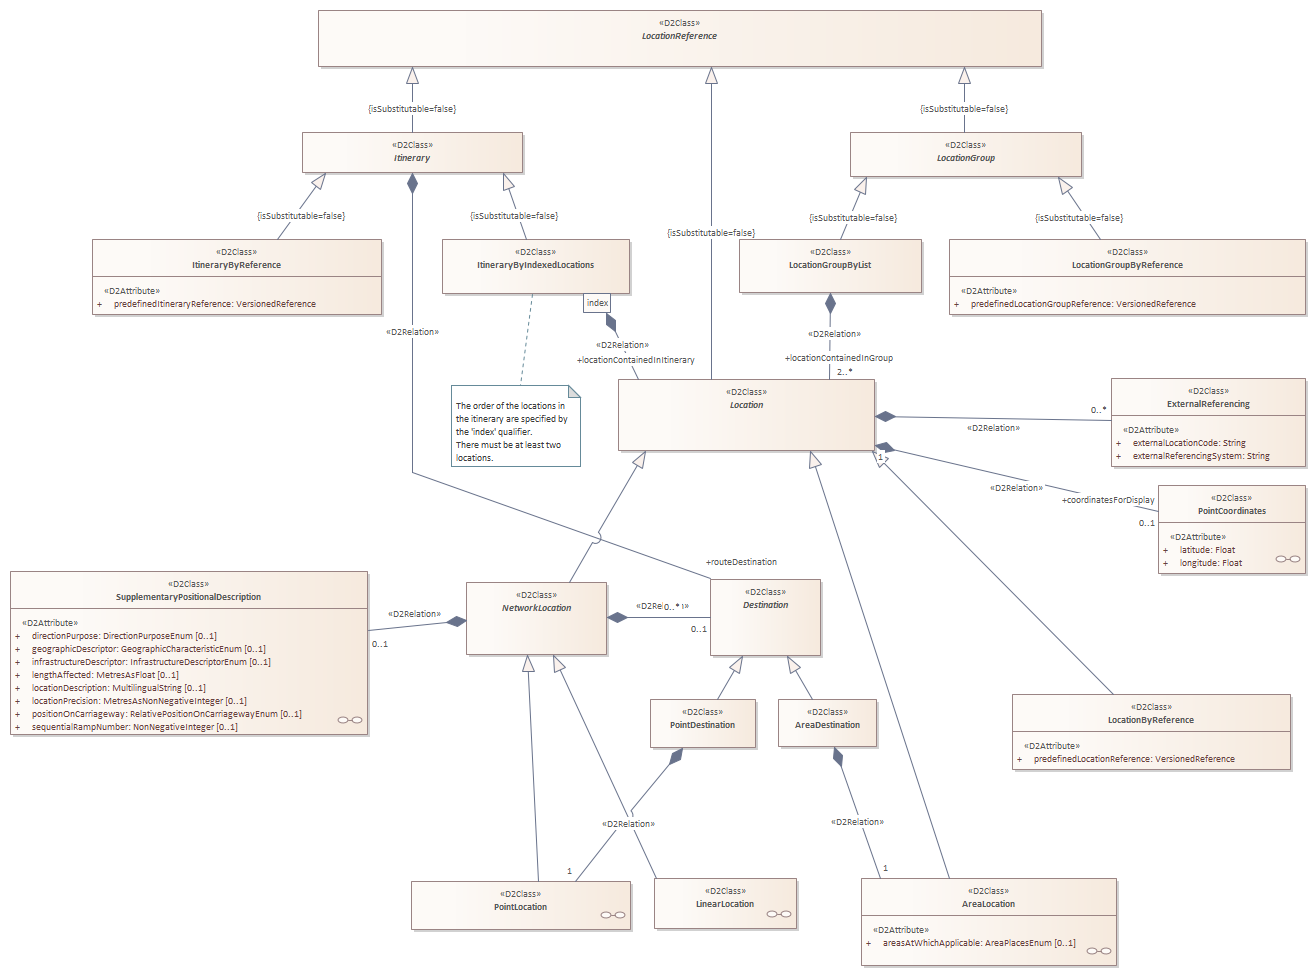 «D2Class»
LocationReference
{isSubstitutable=false}
{isSubstitutable=false}
«D2Class»
Itinerary
«D2Class»
LocationGroup
{isSubstitutable=false}
{isSubstitutable=false}
{isSubstitutable=false}
{isSubstitutable=false}
{isSubstitutable=false}
«D2Class»
ItineraryByReference
«D2Attribute»
+ predefinedItineraryReference: VersionedReference
«D2Class»
ItineraryByIndexedLocations
index
«D2Class»
LocationGroupByList
«D2Class»
LocationGroupByReference
«D2Attribute»
+ predefinedLocationGroupReference: VersionedReference
«D2Relation»
«D2Relation»
+locationContainedInItinerary
«D2Relation»
+locationContainedInGroup
2..*
The order of the locations in
the itinerary are specified by
the 'index' qualifier.
There must be at least two
locations.
«D2Class»
Location
0..*
«D2Relation»
«D2Class»
ExternalReferencing
«D2Attribute»
+ externalLocationCode: String
+ externalReferencingSystem: String
1
«D2Relation»
+coordinatesForDisplay
0..1
«D2Class»
PointCoordinates
«D2Attribute»
+ latitude: Float
+ longitude: Float
+routeDestination
«D2Class»
SupplementaryPositionalDescription
«D2Attribute»
+ directionPurpose: DirectionPurposeEnum [0..1]
+ geographicDescriptor: GeographicCharacteristicEnum [0..1]
+ infrastructureDescriptor: InfrastructureDescriptorEnum [0..1]
+ lengthAffected: MetresAsFloat [0..1]
+ locationDescription: MultilingualString [0..1]
+ locationPrecision: MetresAsNonNegativeInteger [0..1]
+ positionOnCarriageway: RelativePositionOnCarriagewayEnum [0..1]
+ sequentialRampNumber: NonNegativeInteger [0..1]
«D2Relation»
0..1
«D2Class»
NetworkLocation
0..*
0..1
«D2Class»
Destination
«D2Class»
PointDestination
«D2Class»
AreaDestination
«D2Class»
LocationByReference
«D2Attribute»
+ predefinedLocationReference: VersionedReference
«D2Relation»
«D2Relation»
1
1
«D2Class»
PointLocation
«D2Class»
LinearLocation
«D2Class»
AreaLocation
«D2Attribute»
+ areasAtWhichApplicable: AreaPlacesEnum [0..1]